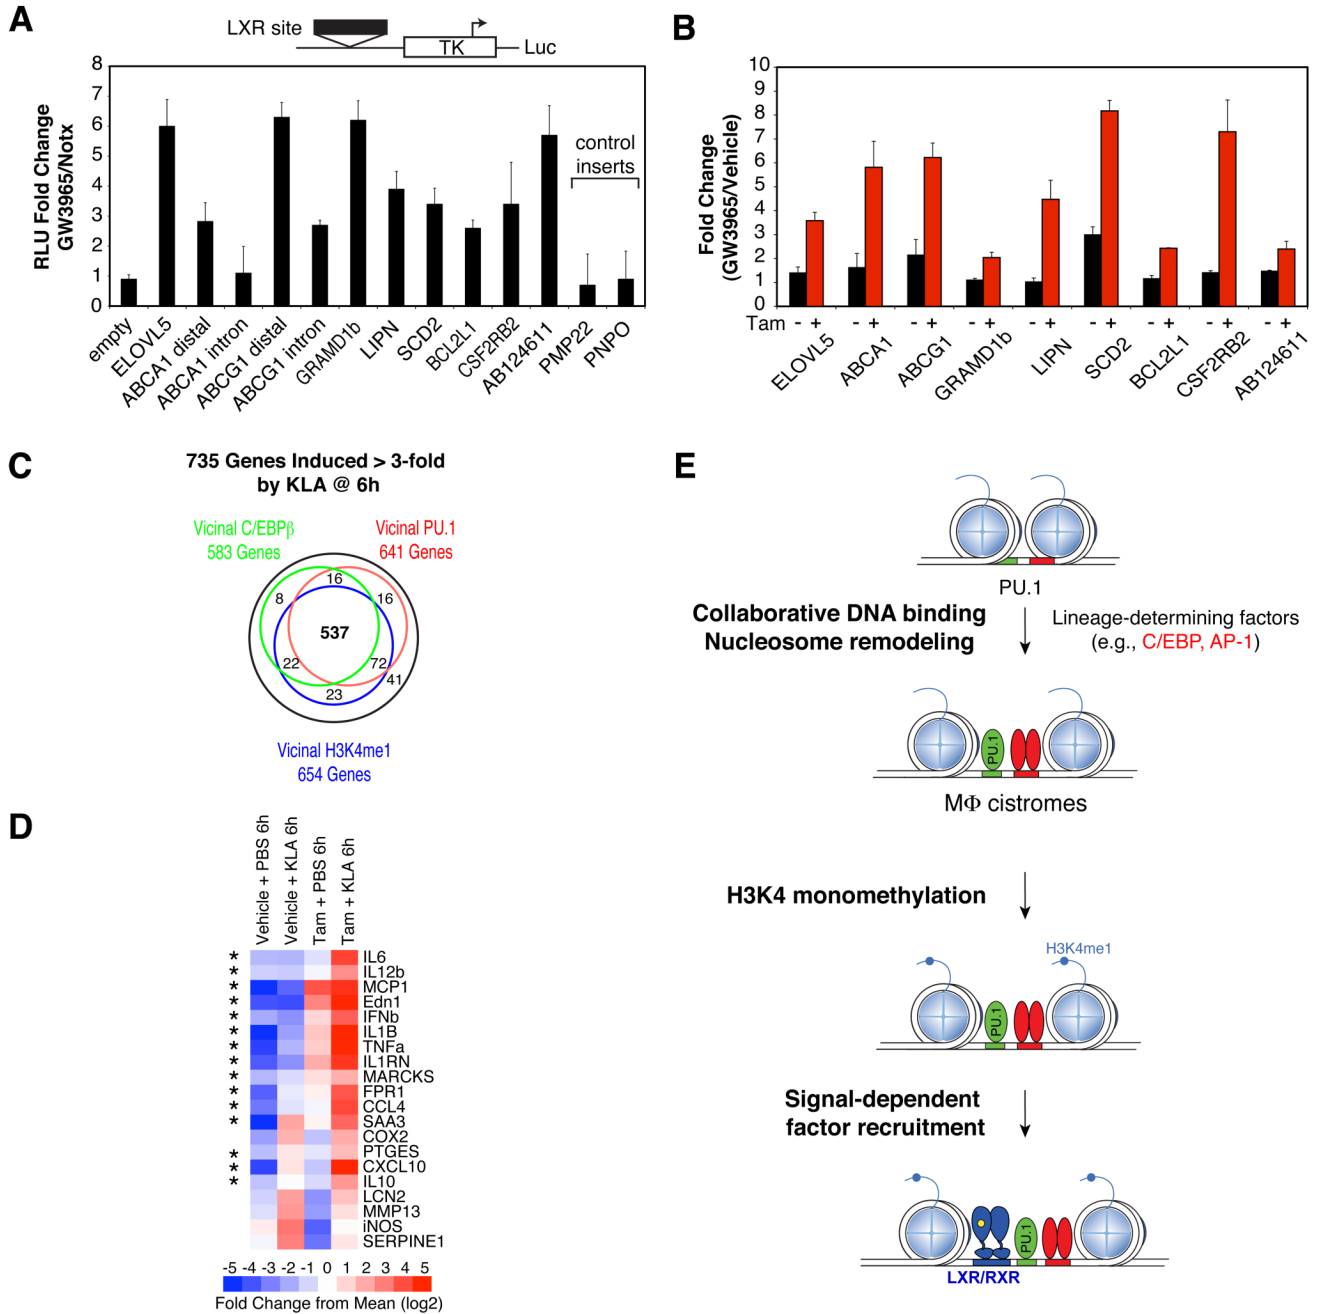 A
LXR site
TK
Luc
RLU Fold Change
GW3965/Notx
8
7
6
5
4
3
2
1
0
control
inserts
empty
ELOVL5
ABCA1 distal
ABCA1 intron
ABCG1 distal
ABCG1 intron
GRAMD1b
LIPN
SCD2
BCL2L1
CSF2RB2
AB124611
PMP22
PNPO
B
Fold Change
(GW3965/Vehicle)
10
9
8
7
6
5
4
3
2
1
0
Tam - + - + - + - + - + - + - + - + - +
ELOVL5
ABCA1
ABCG1
GRAMD1b
LIPN
SCD2
BCL2L1
CSF2RB2
AB124611
C
735 Genes Induced > 3-fold
by KLA @ 6h
Vicinal C/EBPβ
583 Genes
Vicinal PU.1
641 Genes
16
8
16
537
22
72
41
23
Vicinal H3K4me1
654 Genes
D
Vehicle + PBS 6h
Vehicle + KLA 6h
Tam + PBS 6h
Tam + KLA 6h
* IL6
* IL12b
* MCP1
* Edn1
* IFNb
* IL1B
* TNFa
* IL1RN
* MARCKS
* FPR1
* CCL4
* SAA3
COX2
* PTGES
* CXCL10
* IL10
LCN2
MMP13
iNOS
SERPINE1
-5 -4 -3 -2 -1 0 1 2 3 4 5
Fold Change from Mean (log2)
E
PU.1
Collaborative DNA binding
Nucleosome remodeling
Lineage-determining factors
(e.g., C/EBP, AP-1)
PU.1
MΦ cistromes
H3K4 monomethylation
H3K4me1
PU.1
Signal-dependent
factor recruitment
PU.1
LXR/RXR